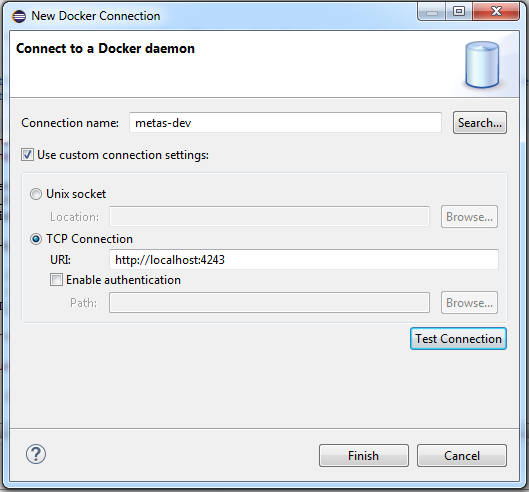 New Docker Connection
Connect to a Docker daemon
Connection name: metas-dev Search...
Use custom connection settings:
Unix socket
Location: Browse...
TCP Connection
URI: http://localhost:4243
Enable authentication
Path: Browse...
Test Connection
? Finish Cancel